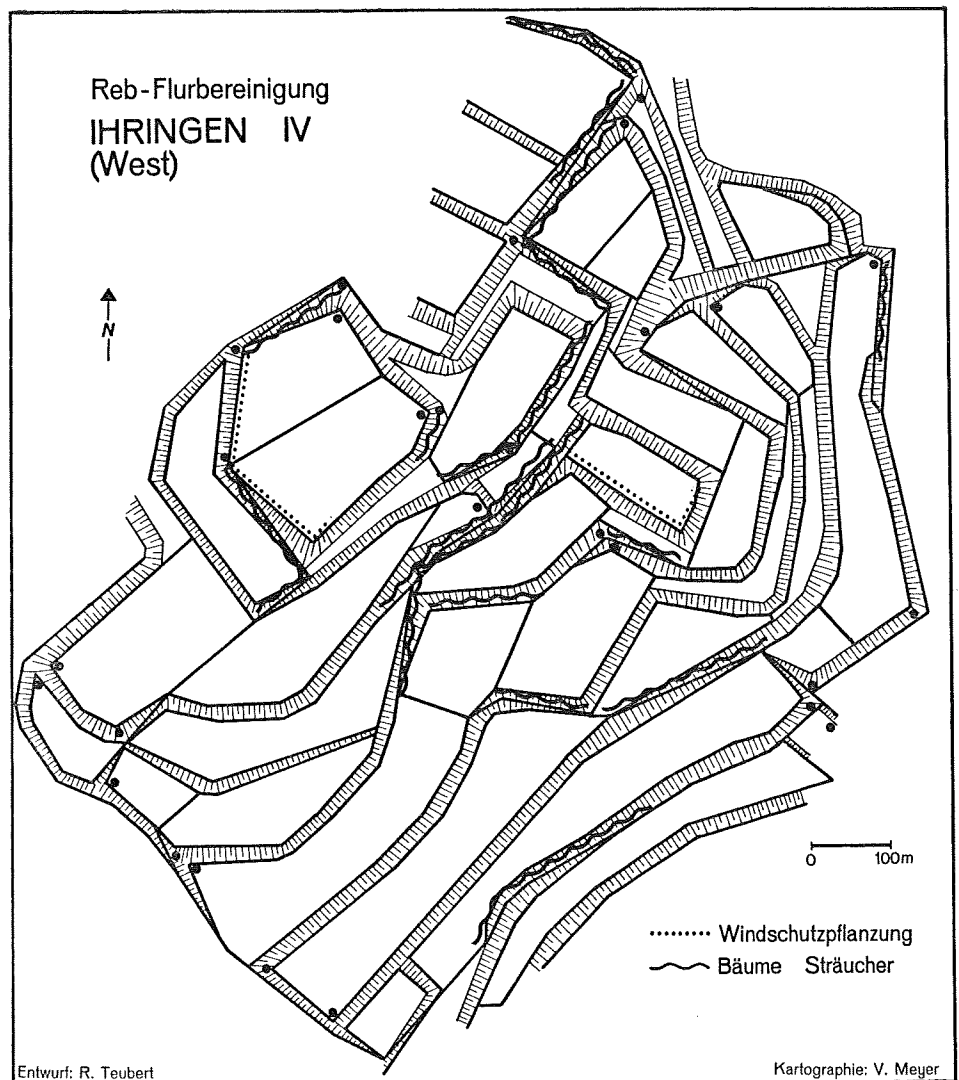 Reb-Flurbereinigung
IHRINGEN IV
(West)
N
0 100m
Windschutzpflanzung
Bäume Sträucher
Entwurf: R. Teubert
Kartographie: V. Meyer